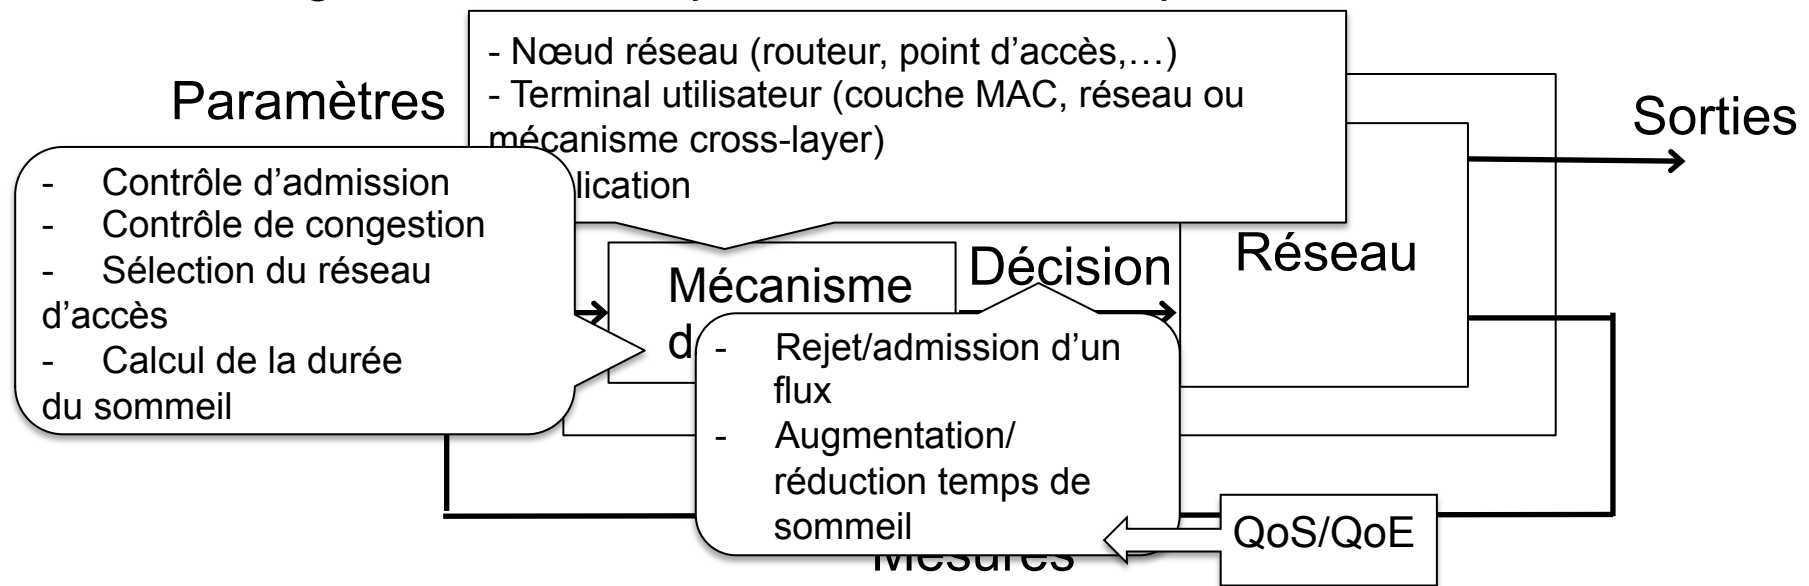 - Nœud réseau (routeur, point d’accès,…)
- Terminal utilisateur (couche MAC, réseau ou
mécanisme cross-layer)
lication
Paramètres
Sorties
- Contrôle d’admission
- Contrôle de congestion
- Sélection du réseau
d’accès
- Calcul de la durée
du sommeil
Mécanisme
d
Décision
Réseau
- Rejet/admission d’un
flux
- Augmentation/
réduction temps de
sommeil
QoS/QoE
Mesures